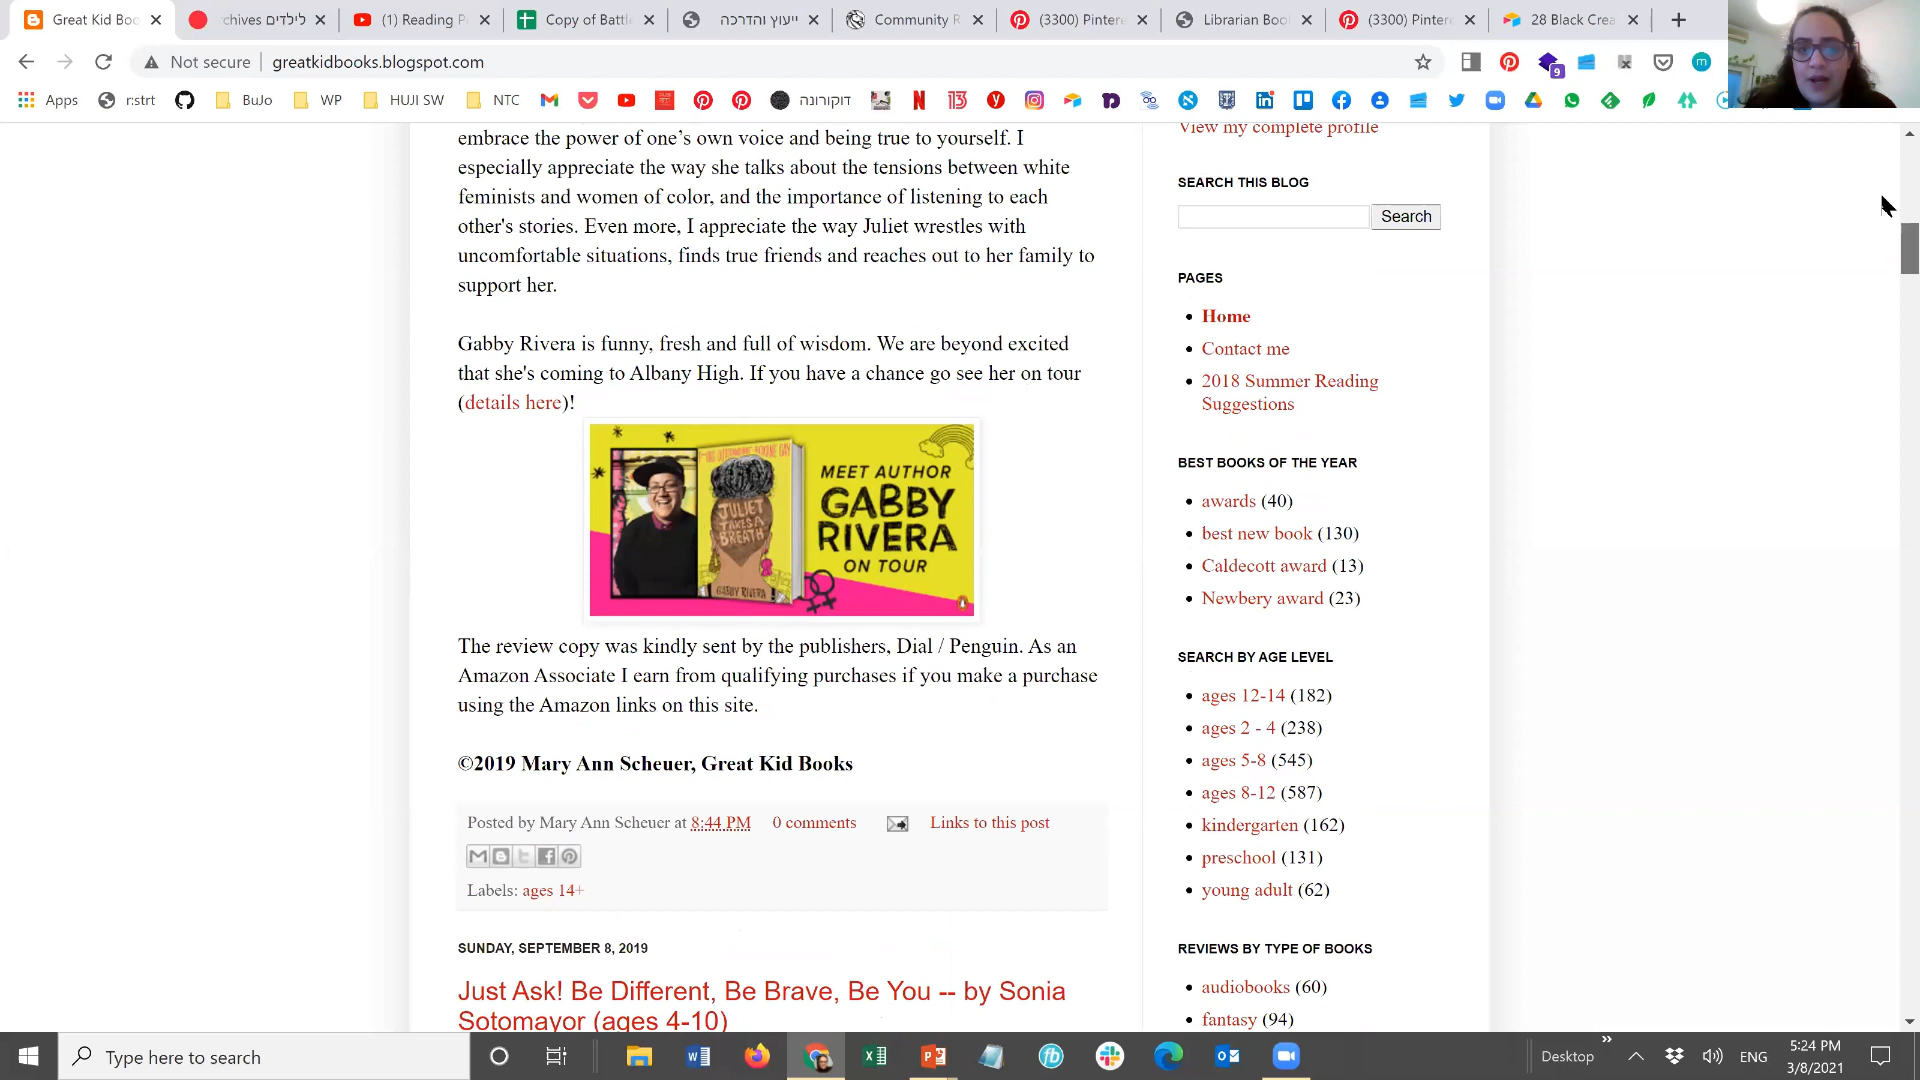 Great Kid Boo
לילדים rchives
(1) Reading P
Copy of Battl
ייעוץ והדרכה
Community R
(3300) Pinter
Librarian Boo
(3300) Pinter
28 Black Crea
Not secure
greatkidbooks.blogspot.com
9
m
Apps
r:strt
BuJo
WP
HUJI SW
NTC
דוקורונה
embrace the power of one’s own voice and being true to yourself. I
especially appreciate the way she talks about the tensions between white
feminists and women of color, and the importance of listening to each
other's stories. Even more, I appreciate the way Juliet wrestles with
uncomfortable situations, finds true friends and reaches out to her family to
support her.
Gabby Rivera is funny, fresh and full of wisdom. We are beyond excited
that she's coming to Albany High. If you have a chance go see her on tour
(details here)!
JULIET
TAKES A
BREATH
GABBY RIVERA
MEET AUTHOR
GABBY
RIVERA
ON TOUR
The review copy was kindly sent by the publishers, Dial / Penguin. As an
Amazon Associate I earn from qualifying purchases if you make a purchase
using the Amazon links on this site.
©2019 Mary Ann Scheuer, Great Kid Books
Posted by Mary Ann Scheuer at 8:44 PM 0 comments Links to this post
Labels: ages 14+
SUNDAY, SEPTEMBER 8, 2019
Just Ask! Be Different, Be Brave, Be You -- by Sonia
Sotomayor (ages 4-10)
View my complete profile
SEARCH THIS BLOG
Search
PAGES
Home
Contact me
2018 Summer Reading
Suggestions
BEST BOOKS OF THE YEAR
awards (40)
best new book (130)
Caldecott award (13)
Newbery award (23)
SEARCH BY AGE LEVEL
ages 12-14 (182)
ages 2 - 4 (238)
ages 5-8 (545)
ages 8-12 (587)
kindergarten (162)
preschool (131)
young adult (62)
REVIEWS BY TYPE OF BOOKS
audiobooks (60)
fantasy (94)
Type here to search
Desktop
ENG
5:24 PM
3/8/2021